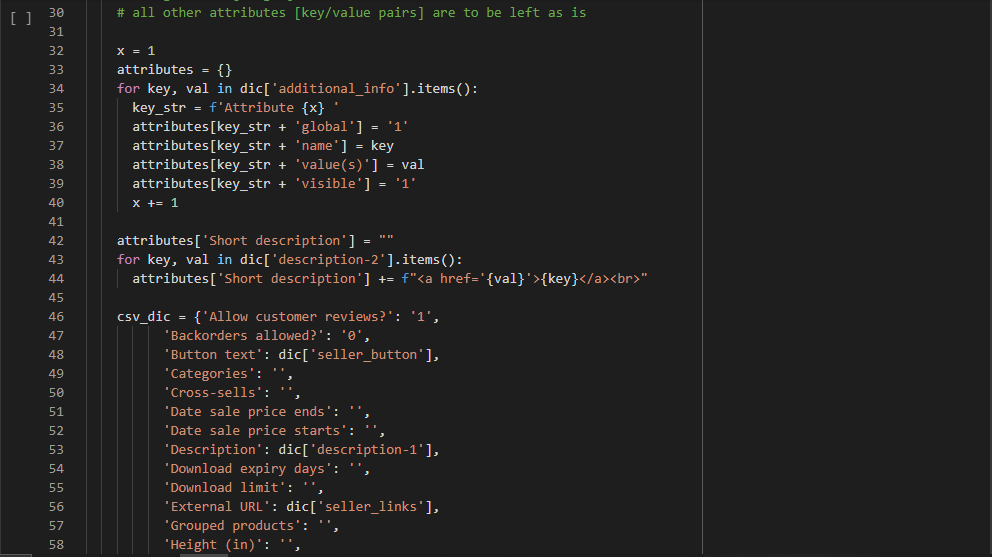 [ ]
30 # all other attributes [key/value pairs] are to be left as is
31
32 x = 1
33 attributes = {}
34 for key, val in dic['additional_info'].items():
35 key_str = f'Attribute {x} '
36 attributes[key_str + 'global'] = '1'
37 attributes[key_str + 'name'] = key
38 attributes[key_str + 'value(s)'] = val
39 attributes[key_str + 'visible'] = '1'
40 x += 1
41
42 attributes['Short description'] = ""
43 for key, val in dic['description-2'].items():
44 attributes['Short description'] += f"<a href='{val}'>{key}</a><br>"
45
46 csv_dic = {'Allow customer reviews?': '1',
47 'Backorders allowed?': '0',
48 'Button text': dic['seller_button'],
49 'Categories': '',
50 'Cross-sells': '',
51 'Date sale price ends': '',
52 'Date sale price starts': '',
53 'Description': dic['description-1'],
54 'Download expiry days': '',
55 'Download limit': '',
56 'External URL': dic['seller_links'],
57 'Grouped products': '',
58 'Height (in)': '',